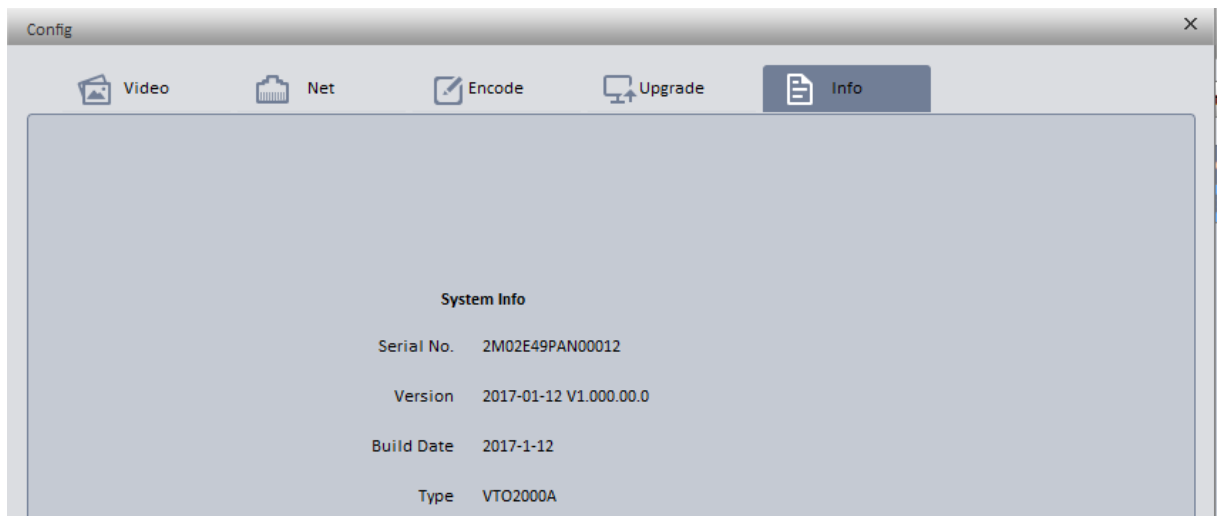 Config
Video Net Encode Upgrade Info
System Info
Serial No. 2M02E49PAN00012
Version 2017-01-12 V1.000.00.0
Build Date 2017-1-12
Type VTO2000A